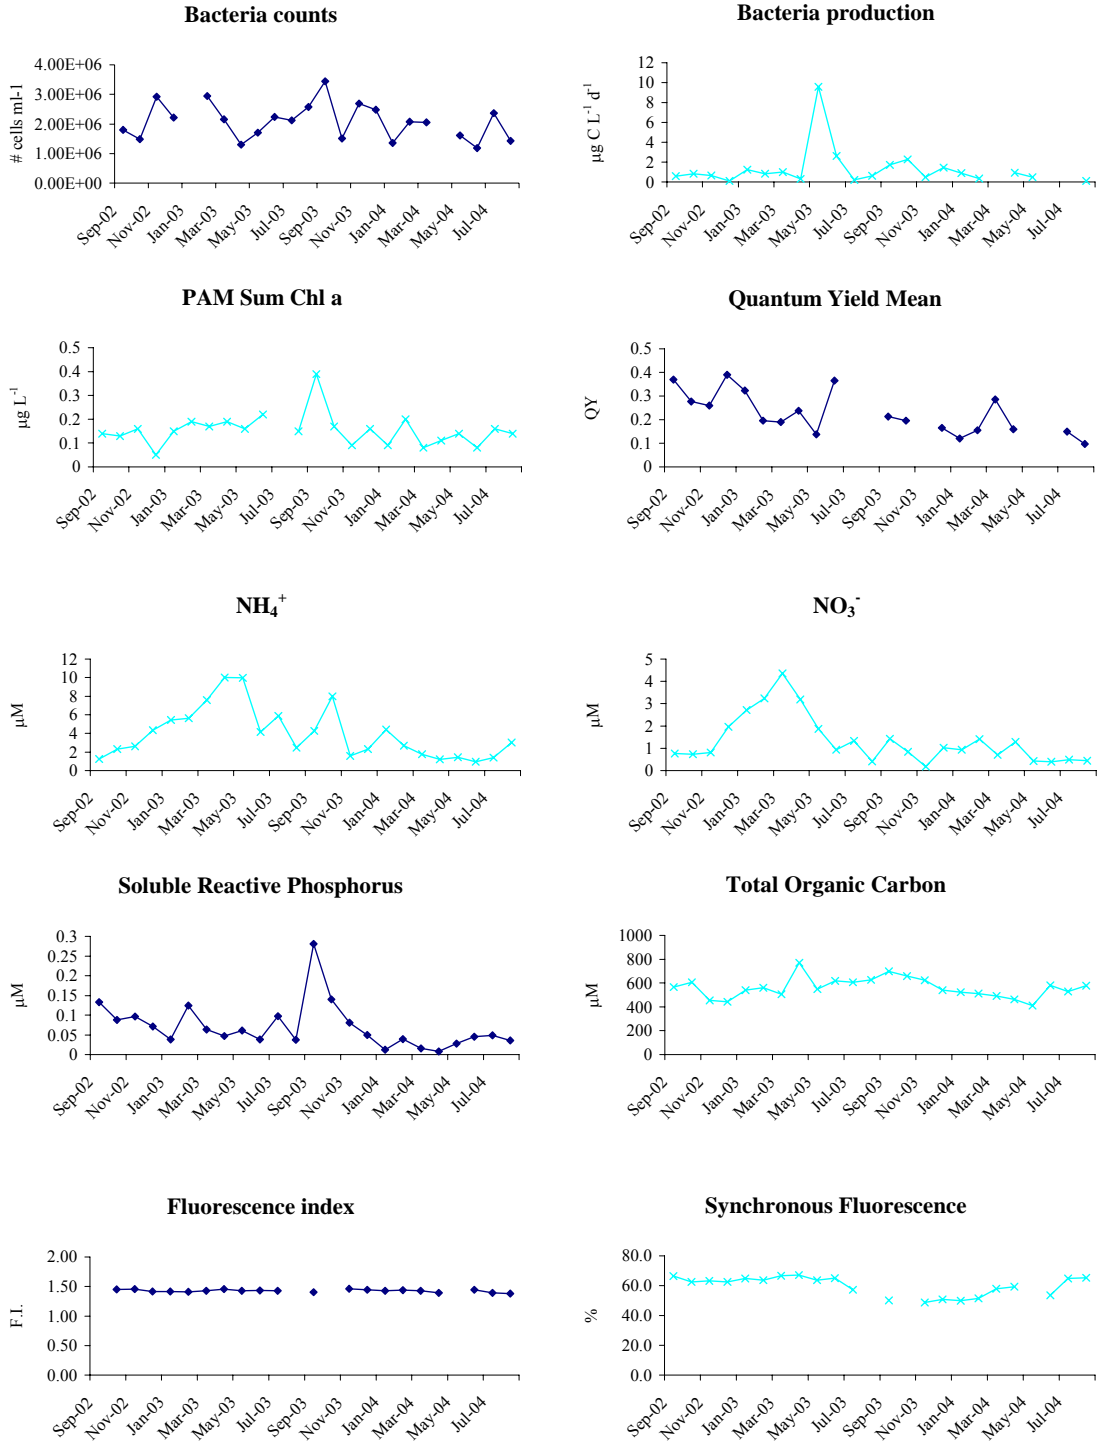 Bacteria counts
# cells ml-1
4.00E+06
3.00E+06
2.00E+06
1.00E+06
0.00E+00
Sep-02 Nov-02 Jan-03 Mar-03 May-03 Jul-03 Sep-03 Nov-03 Jan-04 Mar-04 May-04 Jul-04
Bacteria production
µg C L⁻¹ d⁻¹
12
10
8
6
4
2
0
Sep-02 Nov-02 Jan-03 Mar-03 May-03 Jul-03 Sep-03 Nov-03 Jan-04 Mar-04 May-04 Jul-04
PAM Sum Chl a
µg L⁻¹
0.5
0.4
0.3
0.2
0.1
0
Sep-02 Nov-02 Jan-03 Mar-03 May-03 Jul-03 Sep-03 Nov-03 Jan-04 Mar-04 May-04 Jul-04
Quantum Yield Mean
QY
0.5
0.4
0.3
0.2
0.1
0
Sep-02 Nov-02 Jan-03 Mar-03 May-03 Jul-03 Sep-03 Nov-03 Jan-04 Mar-04 May-04 Jul-04
NH₄⁺
µM
12
10
8
6
4
2
0
Sep-02 Nov-02 Jan-03 Mar-03 May-03 Jul-03 Sep-03 Nov-03 Jan-04 Mar-04 May-04 Jul-04
NO₃⁻
µM
5
4
3
2
1
0
Sep-02 Nov-02 Jan-03 Mar-03 May-03 Jul-03 Sep-03 Nov-03 Jan-04 Mar-04 May-04 Jul-04
Soluble Reactive Phosphorus
µM
0.3
0.25
0.2
0.15
0.1
0.05
0
Sep-02 Nov-02 Jan-03 Mar-03 May-03 Jul-03 Sep-03 Nov-03 Jan-04 Mar-04 May-04 Jul-04
Total Organic Carbon
µM
1000
800
600
400
200
0
Sep-02 Nov-02 Jan-03 Mar-03 May-03 Jul-03 Sep-03 Nov-03 Jan-04 Mar-04 May-04 Jul-04
Fluorescence index
F.I.
2.00
1.50
1.00
0.50
0.00
Sep-02 Nov-02 Jan-03 Mar-03 May-03 Jul-03 Sep-03 Nov-03 Jan-04 Mar-04 May-04 Jul-04
Synchronous Fluorescence
%
80.0
60.0
40.0
20.0
0.0
Sep-02 Nov-02 Jan-03 Mar-03 May-03 Jul-03 Sep-03 Nov-03 Jan-04 Mar-04 May-04 Jul-04